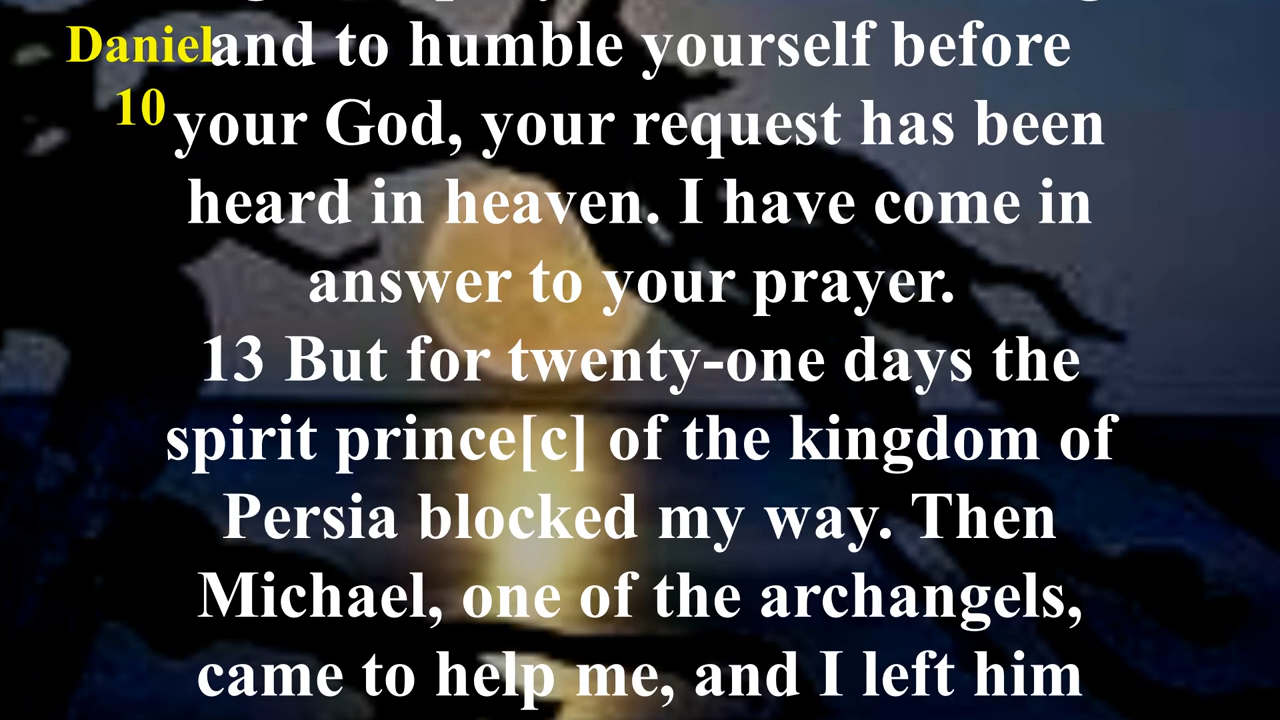 Daniel
10
and to humble yourself before
your God, your request has been
heard in heaven. I have come in
answer to your prayer.
13 But for twenty-one days the
spirit prince[c] of the kingdom of
Persia blocked my way. Then
Michael, one of the archangels,
came to help me, and I left him